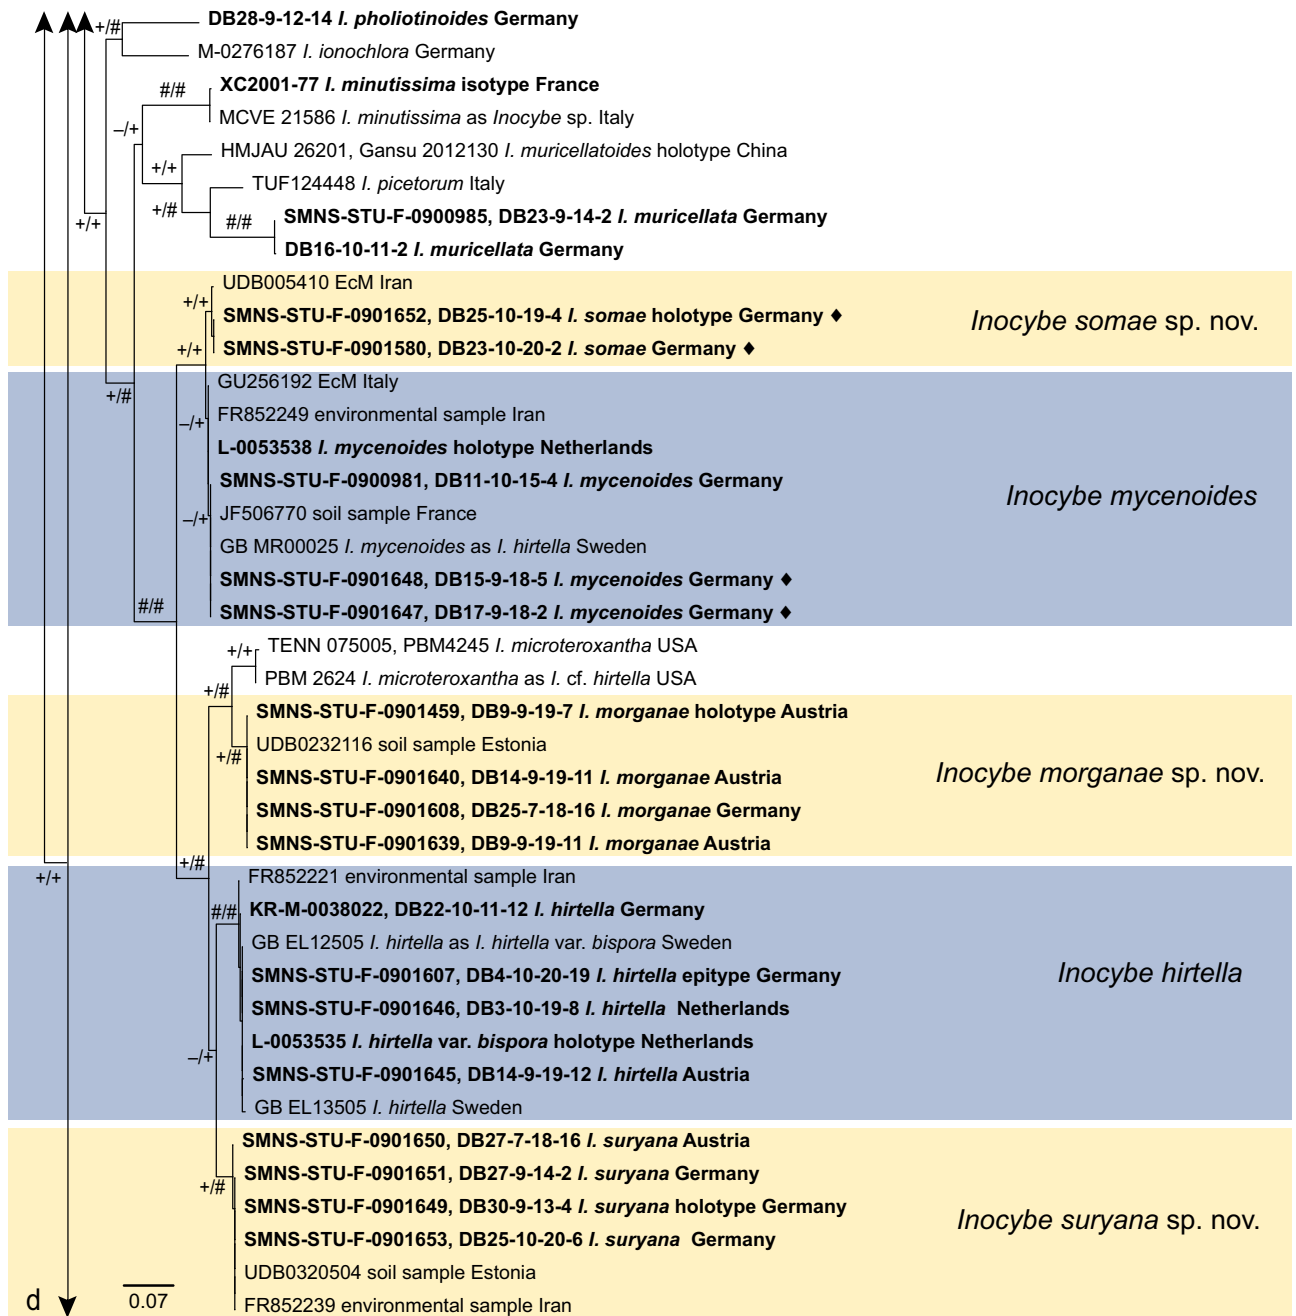 DB28-9-12-14 I. pholiotinoides Germany
+/#
M-0276187 I. ionochlora Germany
XC2001-77 I. minutissima isotype France
#/#
MCVE 21586 I. minutissima as Inocybe sp. Italy
–/+
HMJAU 26201, Gansu 2012130 I. muricellatoides holotype China
+/+
TUF124448 I. picetorum Italy
+/#
SMNS-STU-F-0900985, DB23-9-14-2 I. muricellata Germany
#/#
+/+
DB16-10-11-2 I. muricellata Germany
UDB005410 EcM Iran
+/+
SMNS-STU-F-0901652, DB25-10-19-4 I. somae holotype Germany ♦
Inocybe somae sp. nov.
+/+
SMNS-STU-F-0901580, DB23-10-20-2 I. somae Germany ♦
GU256192 EcM Italy
+/#
FR852249 environmental sample Iran
–/+
L-0053538 I. mycenoides holotype Netherlands
SMNS-STU-F-0900981, DB11-10-15-4 I. mycenoides Germany
Inocybe mycenoides
JF506770 soil sample France
–/+
GB MR00025 I. mycenoides as I. hirtella Sweden
SMNS-STU-F-0901648, DB15-9-18-5 I. mycenoides Germany ♦
SMNS-STU-F-0901647, DB17-9-18-2 I. mycenoides Germany ♦
#/#
TENN 075005, PBM4245 I. microteroxantha USA
+/+
PBM 2624 I. microteroxantha as I. cf. hirtella USA
+/#
SMNS-STU-F-0901459, DB9-9-19-7 I. morganae holotype Austria
UDB0232116 soil sample Estonia
+/#
SMNS-STU-F-0901640, DB14-9-19-11 I. morganae Austria
Inocybe morganae sp. nov.
SMNS-STU-F-0901608, DB25-7-18-16 I. morganae Germany
SMNS-STU-F-0901639, DB9-9-19-11 I. morganae Austria
+/#
+/+
FR852221 environmental sample Iran
KR-M-0038022, DB22-10-11-12 I. hirtella Germany
#/#
GB EL12505 I. hirtella as I. hirtella var. bispora Sweden
SMNS-STU-F-0901607, DB4-10-20-19 I. hirtella epitype Germany
Inocybe hirtella
SMNS-STU-F-0901646, DB3-10-19-8 I. hirtella Netherlands
L-0053535 I. hirtella var. bispora holotype Netherlands
–/+
SMNS-STU-F-0901645, DB14-9-19-12 I. hirtella Austria
GB EL13505 I. hirtella Sweden
SMNS-STU-F-0901650, DB27-7-18-16 I. suryana Austria
SMNS-STU-F-0901651, DB27-9-14-2 I. suryana Germany
+/#
SMNS-STU-F-0901649, DB30-9-13-4 I. suryana holotype Germany
Inocybe suryana sp. nov.
SMNS-STU-F-0901653, DB25-10-20-6 I. suryana Germany
UDB0320504 soil sample Estonia
FR852239 environmental sample Iran
0.07
d